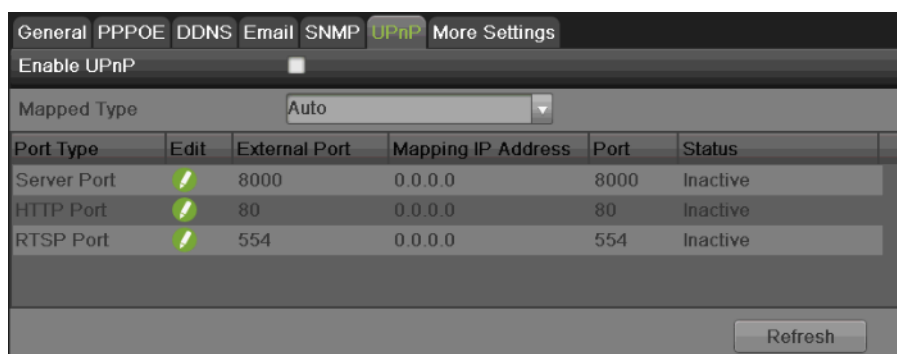 General PPPOE DDNS Email SNMP UPnP More Settings
Enable UPnP
Mapped Type Auto
Port Type Edit External Port Mapping IP Address Port Status
Server Port 8000 0.0.0.0 8000 Inactive
HTTP Port 80 0.0.0.0 80 Inactive
RTSP Port 554 0.0.0.0 554 Inactive
Refresh